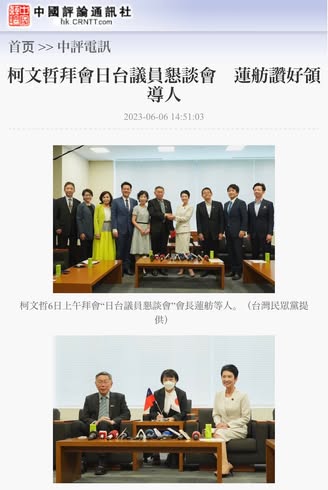 中國評論通訊社
hk CRNTT.com
首页 >> 中評電訊
柯文哲拜會日台議員懇談會　蓮舫讚好領
導人
2023-06-06 14:51:03
柯文哲6日上午拜會“日台議員懇談會”會長蓮舫等人。（台灣民眾黨提
供）